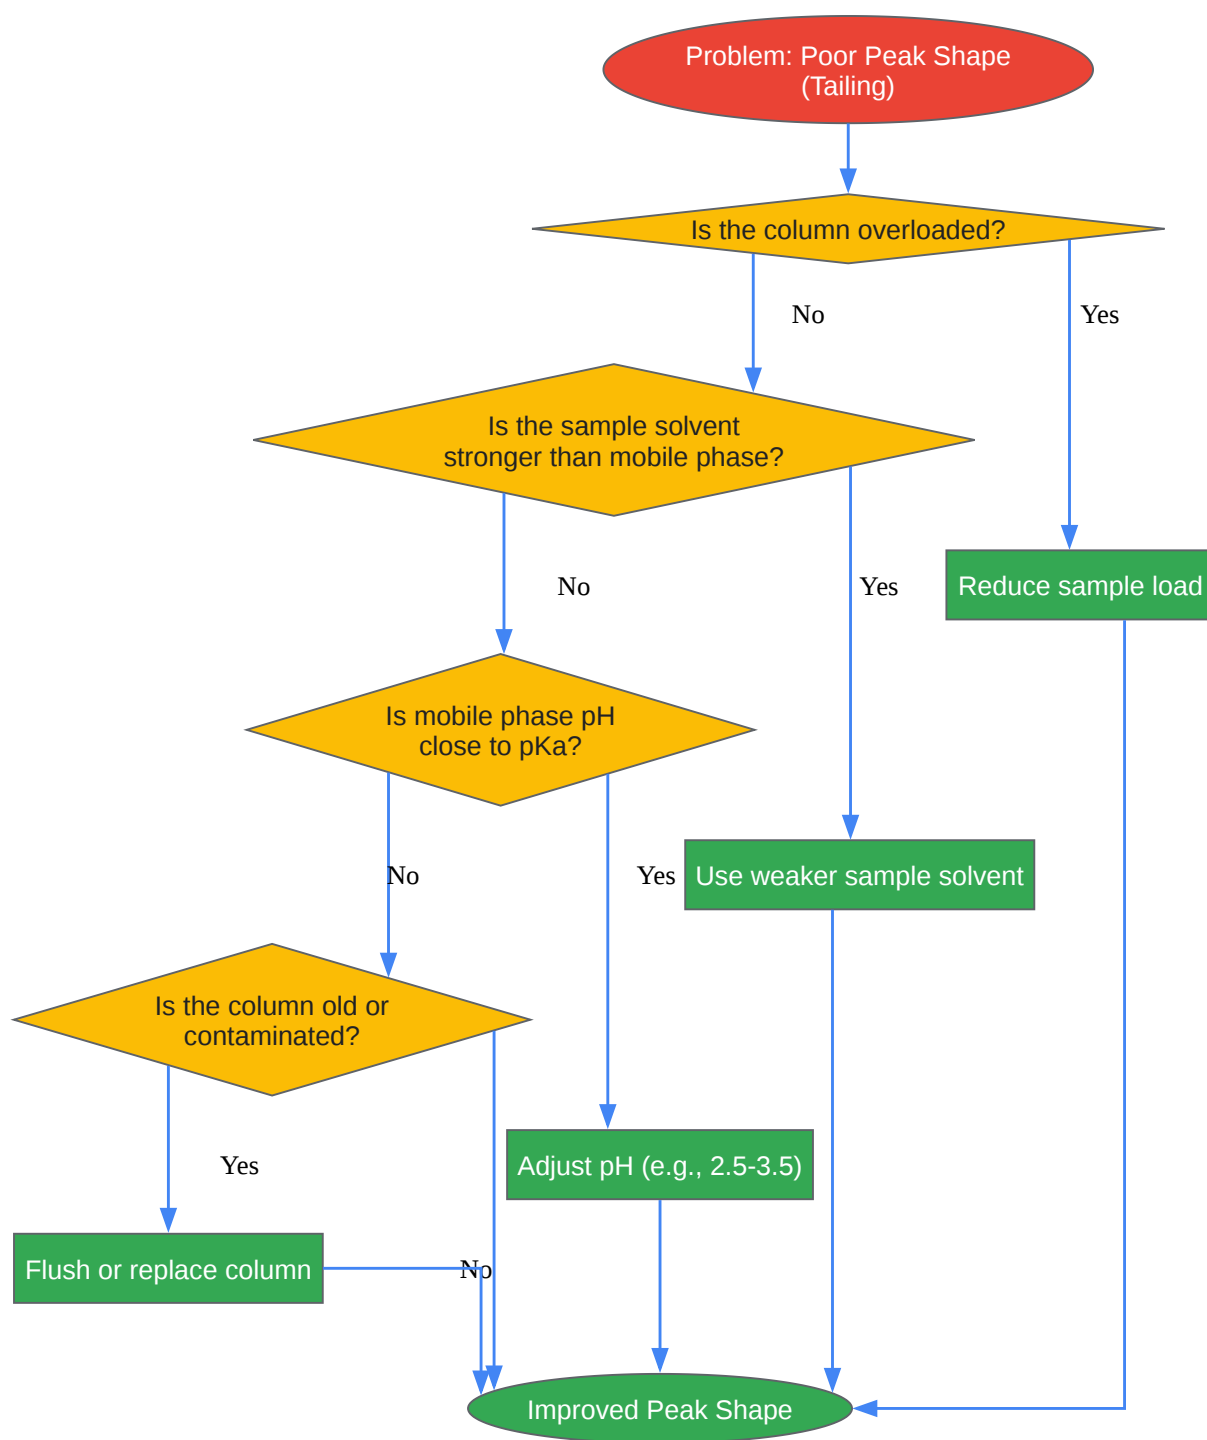 Problem: Poor Peak Shape
(Tailing)
Is the column overloaded?
No
Yes
Is the sample solvent
stronger than mobile phase?
No
Yes
Reduce sample load
Is mobile phase pH
close to pKa?
No
Yes
Use weaker sample solvent
Is the column old or
contaminated?
Yes
Adjust pH (e.g., 2.5-3.5)
Flush or replace column
No
Improved Peak Shape